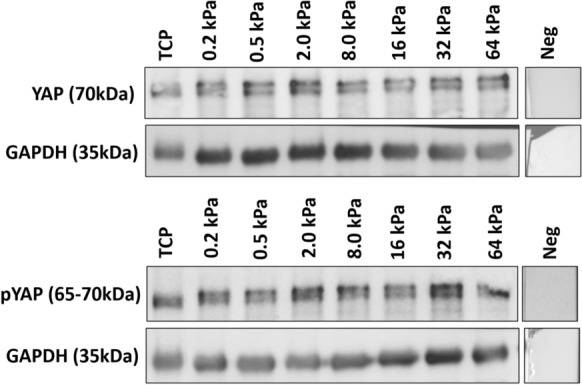 TCP 0.2 kPa 0.5 kPa 2.0 kPa 8.0 kPa 16 kPa 32 kPa 64 kPa Neg
YAP (70kDa)
GAPDH (35kDa)
TCP 0.2 kPa 0.5 kPa 2.0 kPa 8.0 kPa 16 kPa 32 kPa 64 kPa Neg
pYAP (65-70kDa)
GAPDH (35kDa)